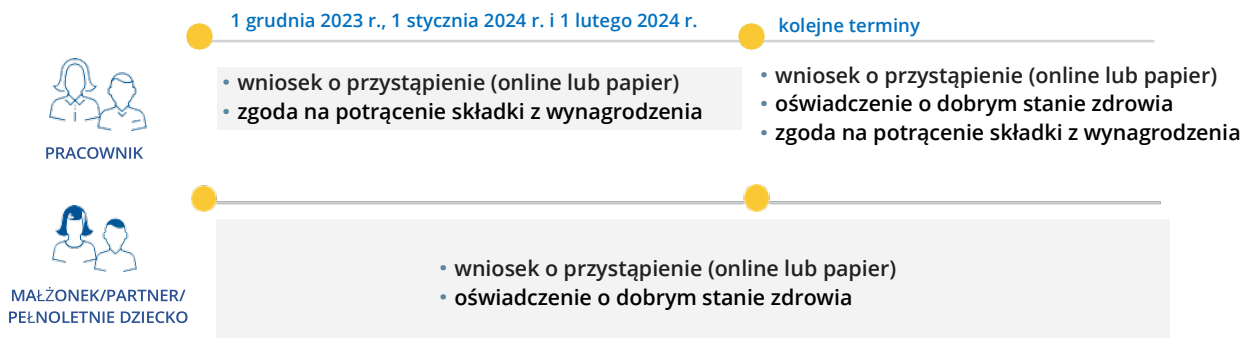 1 grudnia 2023 r., 1 stycznia 2024 r. i 1 lutego 2024 r.
kolejne terminy
PRACOWNIK
• wniosek o przystąpienie (online lub papier)
• zgoda na potrącenie składki z wynagrodzenia
• wniosek o przystąpienie (online lub papier)
• oświadczenie o dobrym stanie zdrowia
• zgoda na potrącenie składki z wynagrodzenia
MAŁŻONEK/PARTNER/
PEŁNOLETNIE DZIECKO
• wniosek o przystąpienie (online lub papier)
• oświadczenie o dobrym stanie zdrowia